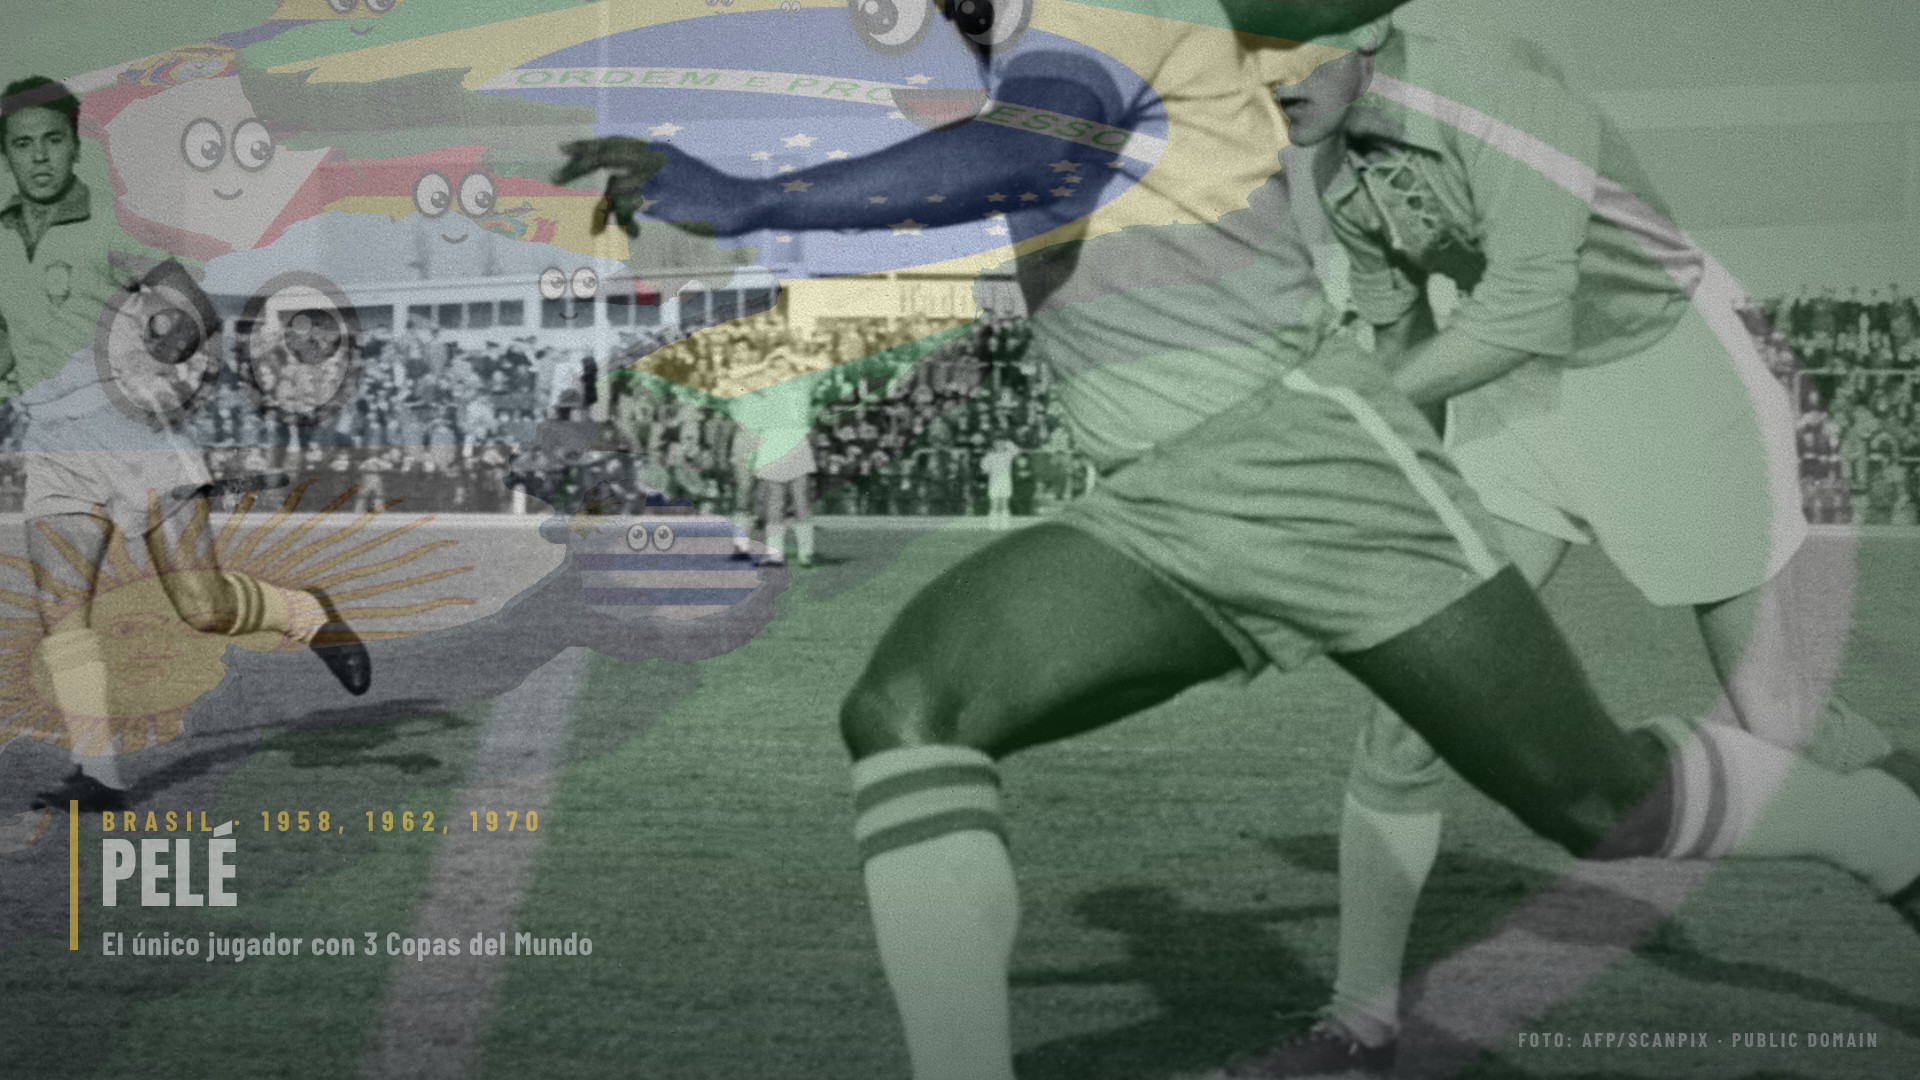 ORDEM E PROGRESSO
BRASIL · 1958, 1962, 1970
PELÉ
El único jugador con 3 Copas del Mundo
FOTO: AFP/SCANPIX · PUBLIC DOMAIN